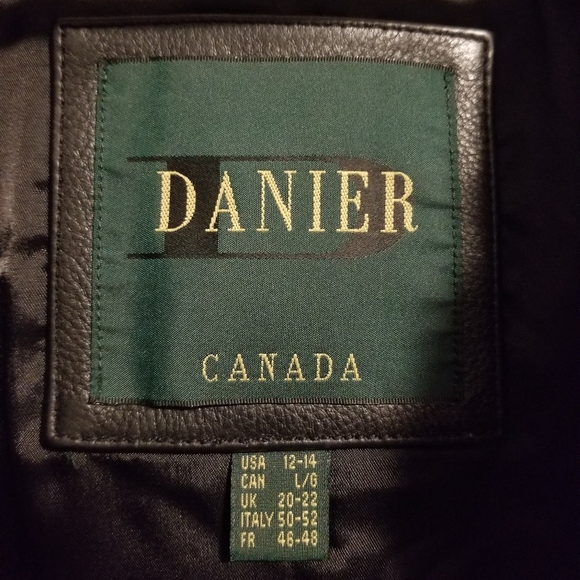 DANIER
CANADA
USA 12-14
CAN L/G
UK 20-22
ITALY 50-52
FR 46-48